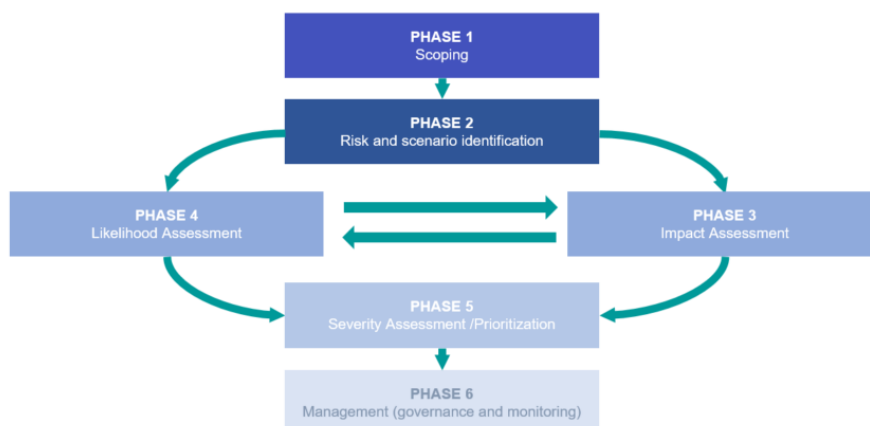 PHASE 1
Scoping
PHASE 2
Risk and scenario identification
PHASE 4
Likelihood Assessment
PHASE 3
Impact Assessment
PHASE 5
Severity Assessment /Prioritization
PHASE 6
Management (governance and monitoring)